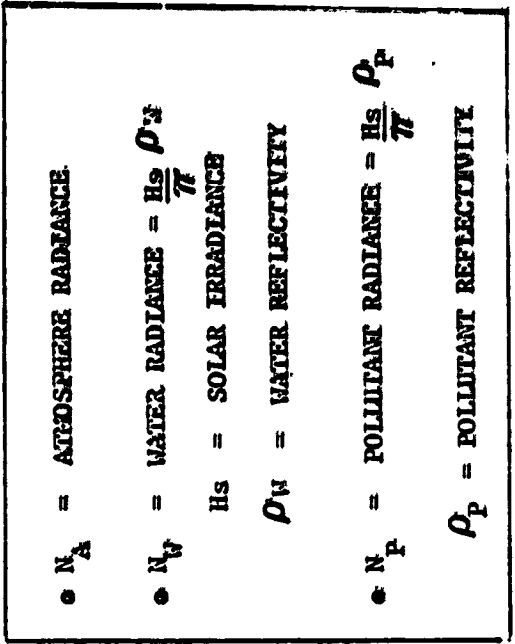 • N_A = ATMOSPHERE RADIANCE
• N_W = WATER RADIANCE = Hs/π ρ_W
Hs = SOLAR IRRADIANCE
ρ_W = WATER REFLECTIVITY
• N_P = POLLUTANT RADIANCE = Hs/π ρ_P
ρ_P = POLLUTANT REFLECTIVITY